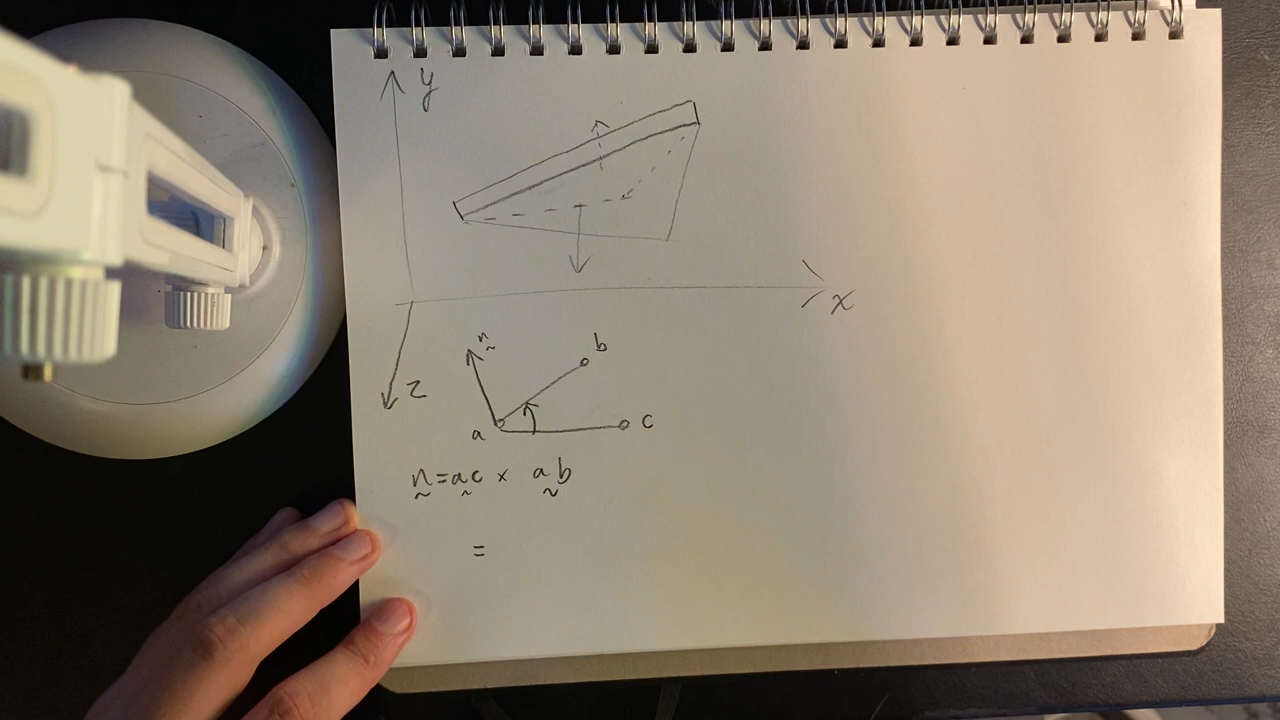 y
x
z
n
b
a
c
n = ac × ab
=